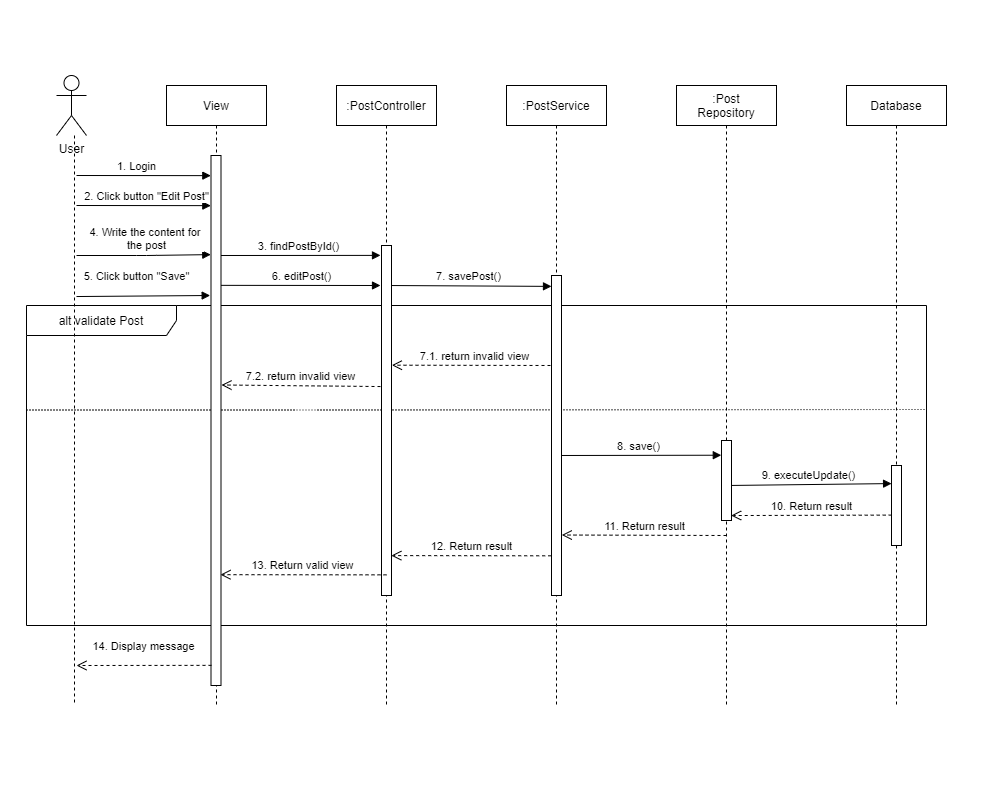 User
View
:PostController
:PostService
:Post
Repository
Database
1. Login
2. Click button "Edit Post"
4. Write the content for
the post
3. findPostById()
5. Click button "Save"
6. editPost()
7. savePost()
alt validate Post
7.1. return invalid view
7.2. return invalid view
8. save()
9. executeUpdate()
10. Return result
11. Return result
12. Return result
13. Return valid view
14. Display message